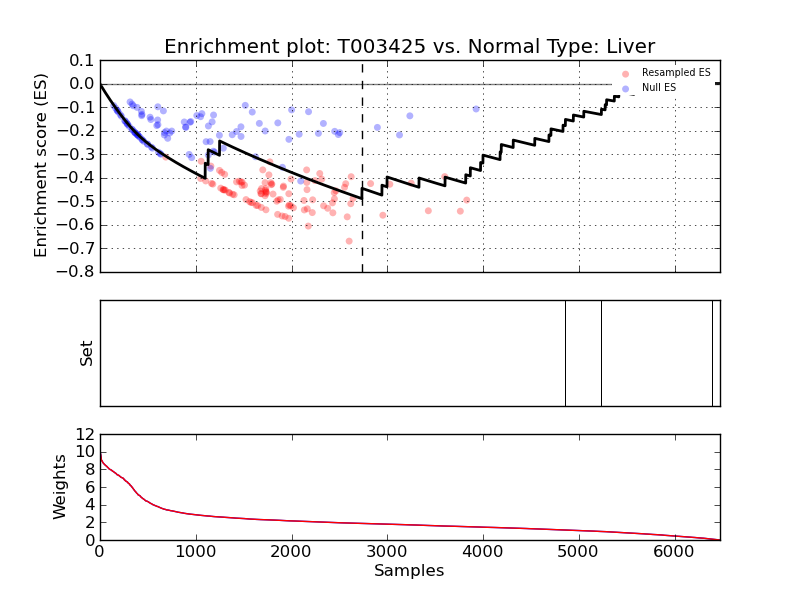 Enrichment plot: T003425 vs. Normal Type: Liver
Enrichment score (ES)
0.1
0.0
−0.1
−0.2
−0.3
−0.4
−0.5
−0.6
−0.7
−0.8
Resampled ES
Null ES
Set
Weights
12
10
8
6
4
2
0
0 1000 2000 3000 4000 5000 6000
Samples